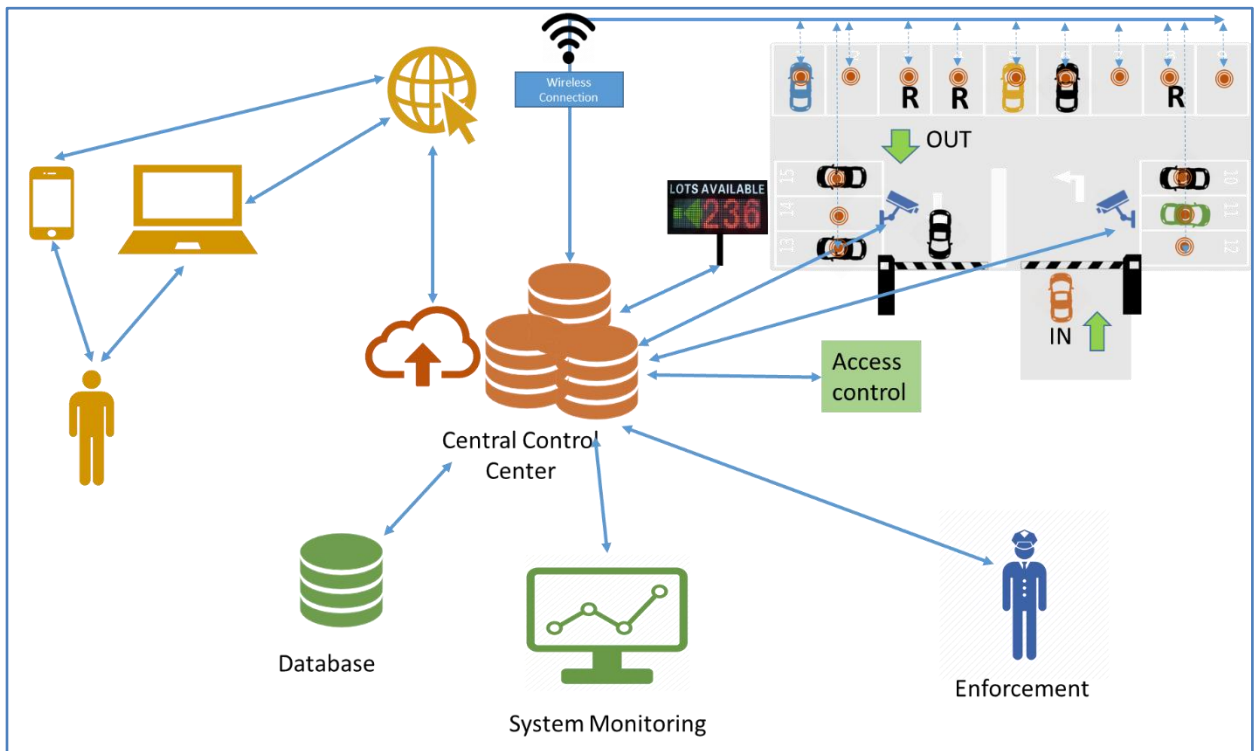 Wireless
Connection
R
R
R
OUT
LOTS AVAILABLE
236
15
14
13
10
11
12
IN
Access
control
Central Control
Center
Database
System Monitoring
Enforcement